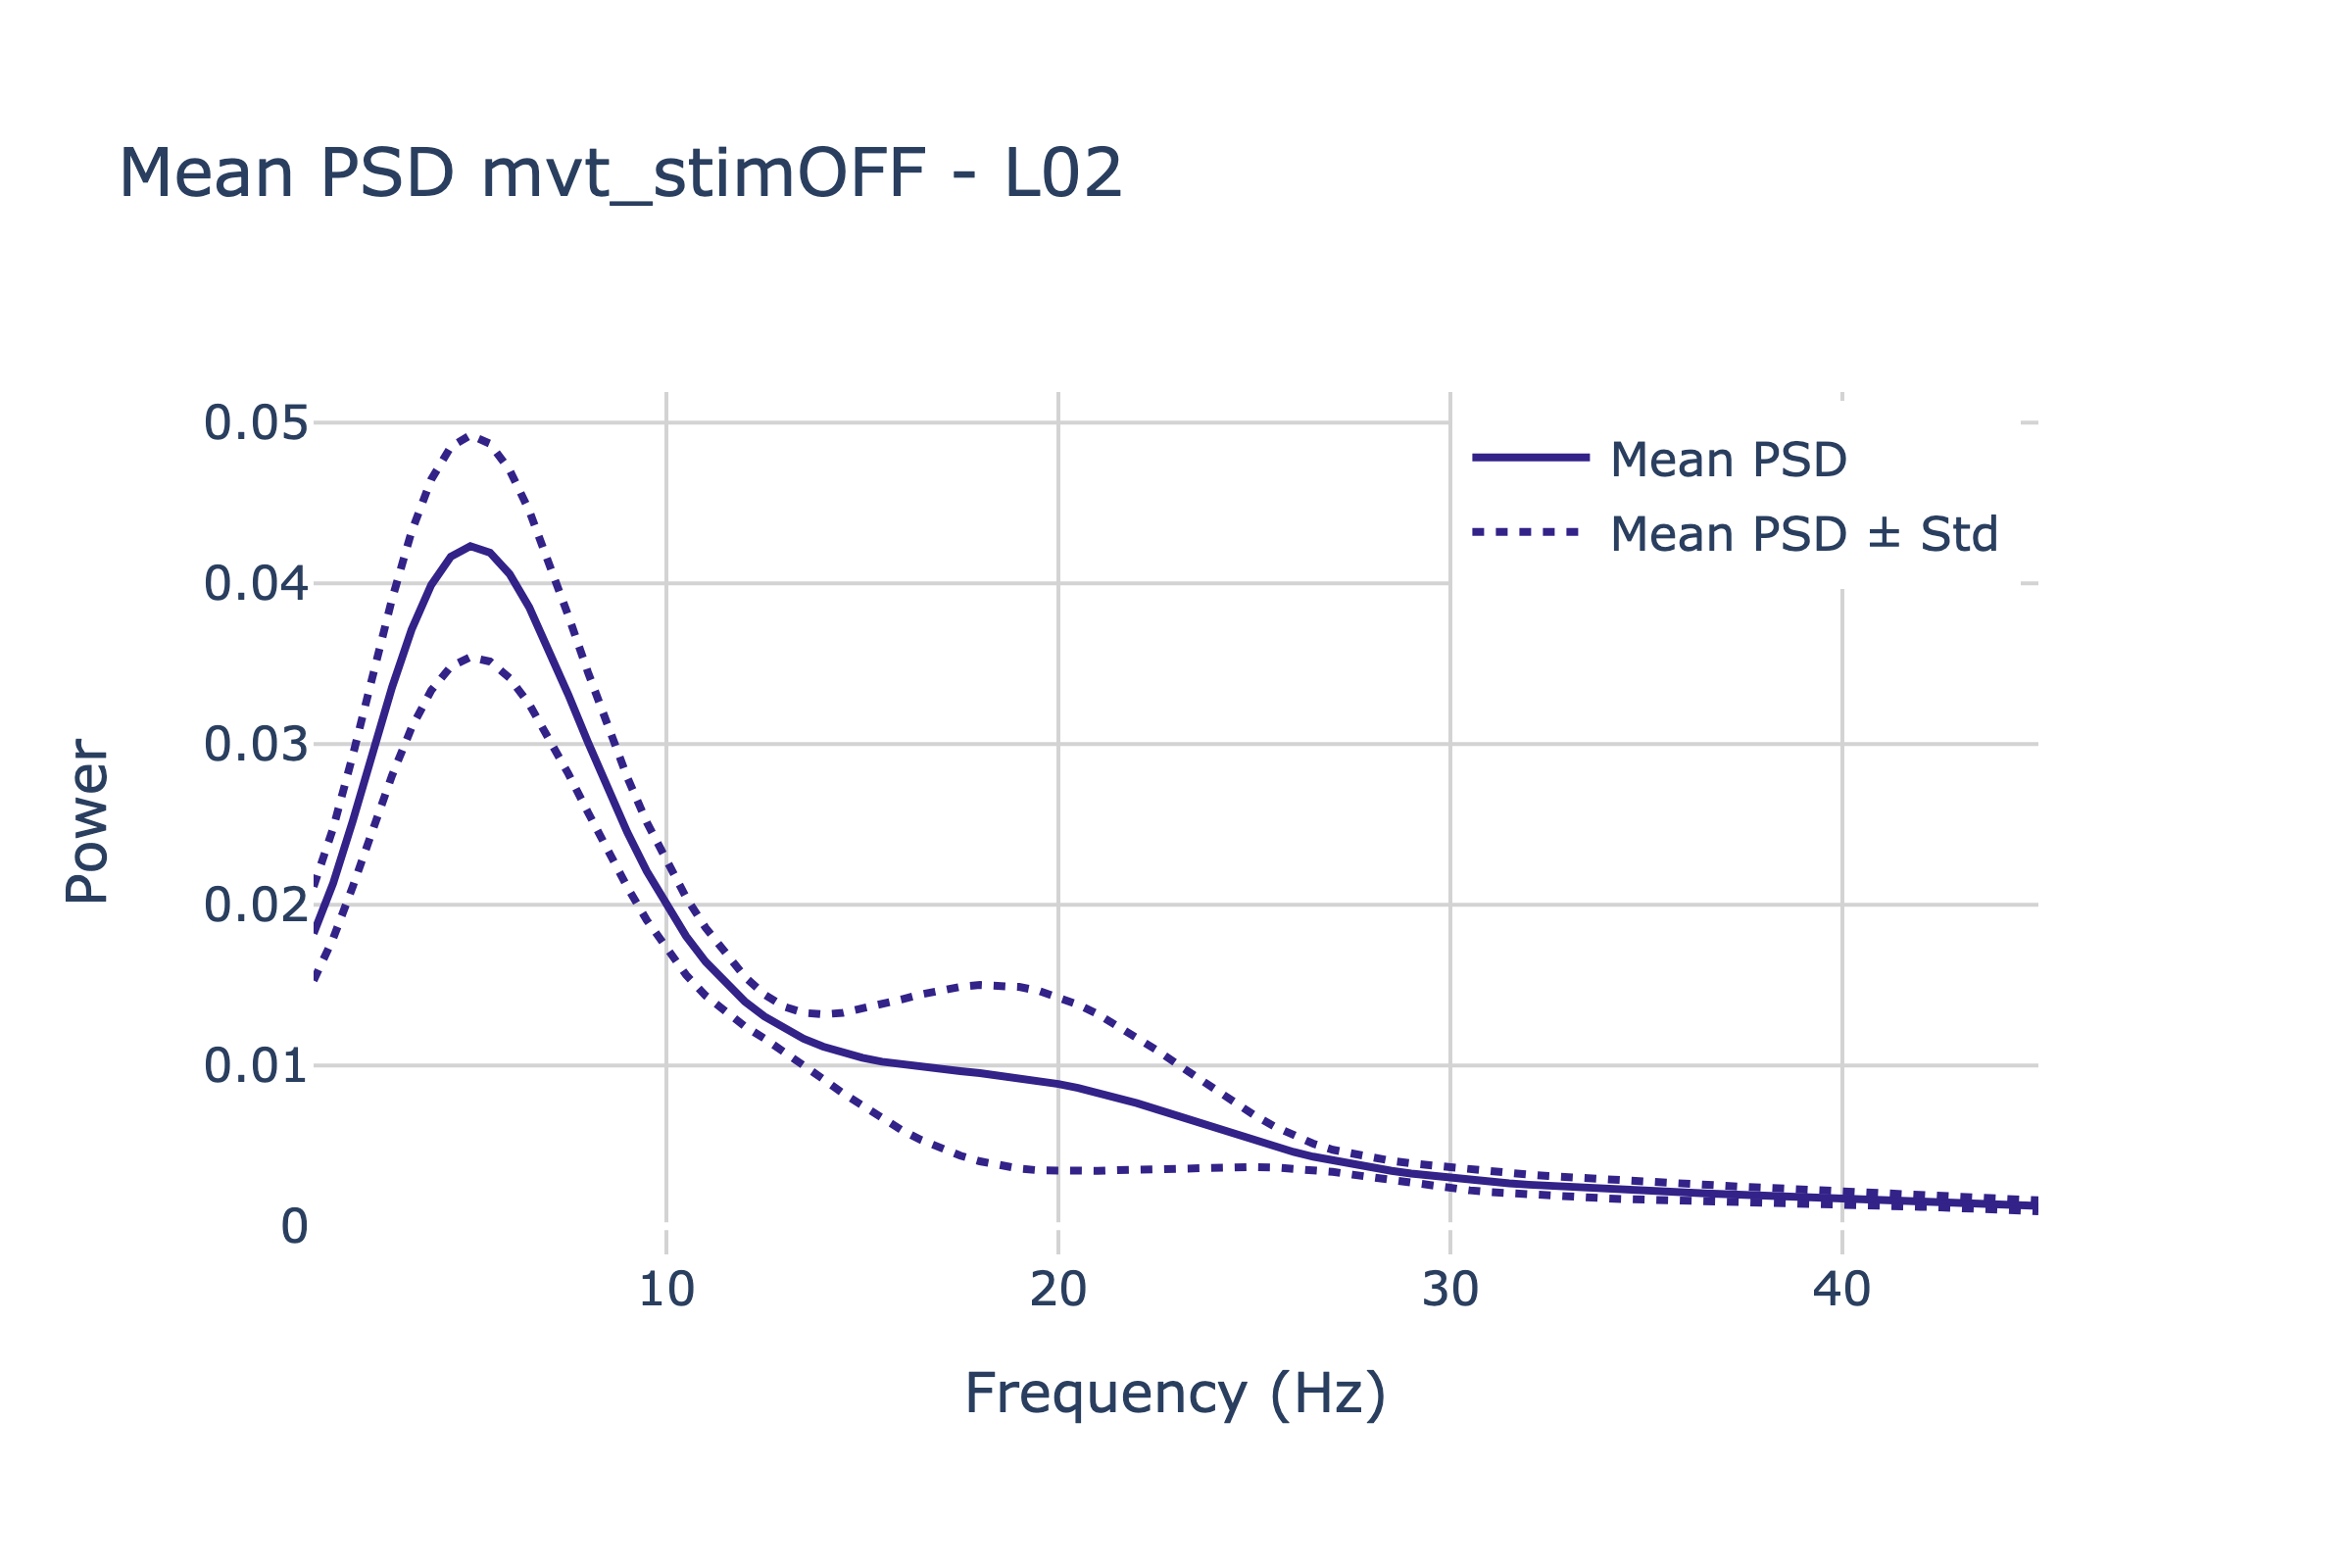 Mean PSD mvt_stimOFF - L02
Mean PSD
Mean PSD ± Std
0.05
0.04
0.03
0.02
0.01
0
Power
10 20 30 40
Frequency (Hz)